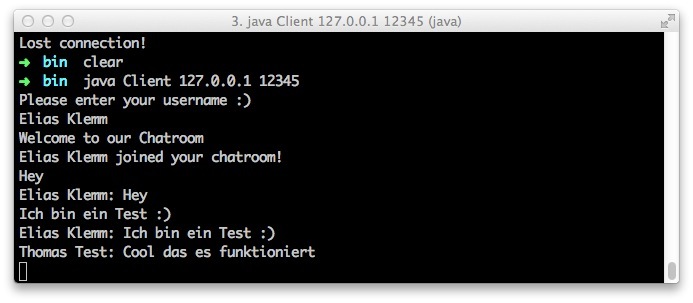 3. java Client 127.0.0.1 12345 (java)
Lost connection!
➜ bin clear
➜ bin java Client 127.0.0.1 12345
Please enter your username :)
Elias Klemm
Welcome to our Chatroom
Elias Klemm joined your chatroom!
Hey
Elias Klemm: Hey
Ich bin ein Test :)
Elias Klemm: Ich bin ein Test :)
Thomas Test: Cool das es funktioniert